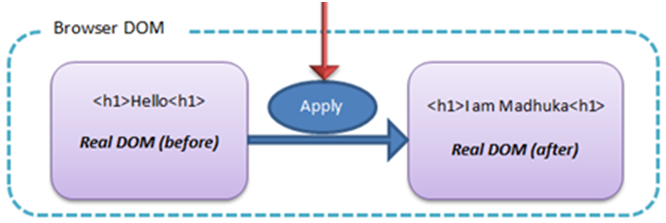 Browser DOM
<h1>Hello<h1>
Real DOM (before)
Apply
<h1>I am Madhuka<h1>
Real DOM (after)